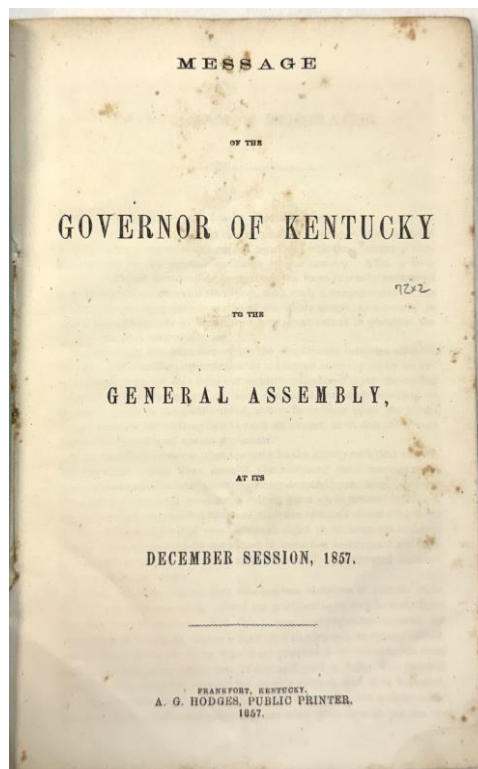 MESSAGE
OF THE
GOVERNOR OF KENTUCKY
72x2
TO THE
GENERAL ASSEMBLY,
AT ITS
DECEMBER SESSION, 1857.
FRANKFORT, KENTUCKY.
A. G. HODGES, PUBLIC PRINTER.
1857.